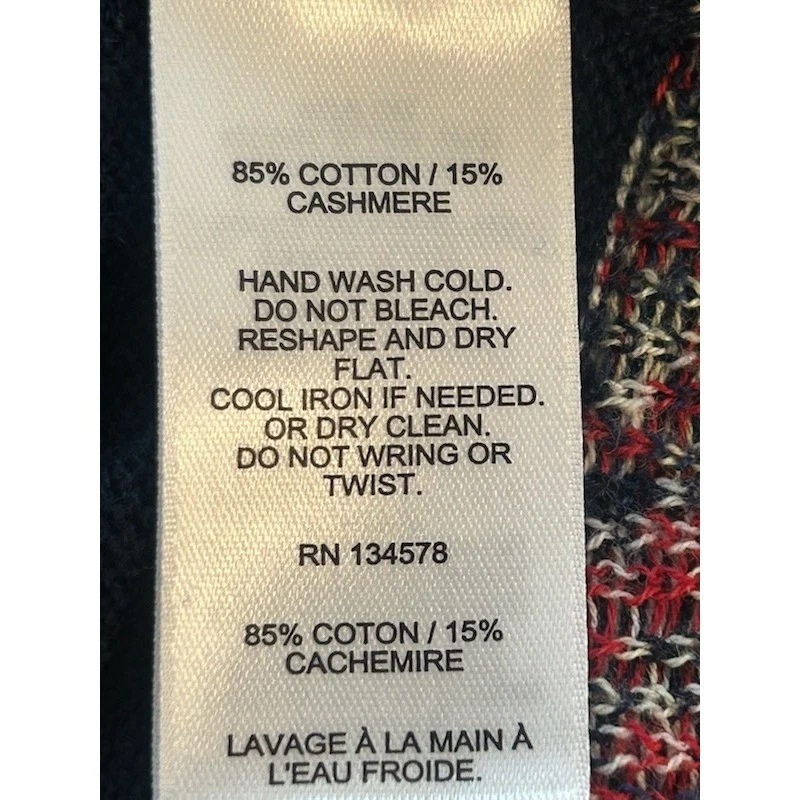 85% COTTON / 15%
CASHMERE
HAND WASH COLD.
DO NOT BLEACH.
RESHAPE AND DRY
FLAT.
COOL IRON IF NEEDED.
OR DRY CLEAN.
DO NOT WRING OR
TWIST.
RN 134578
85% COTON / 15%
CACHEMIRE
LAVAGE À LA MAIN À
L'EAU FROIDE.